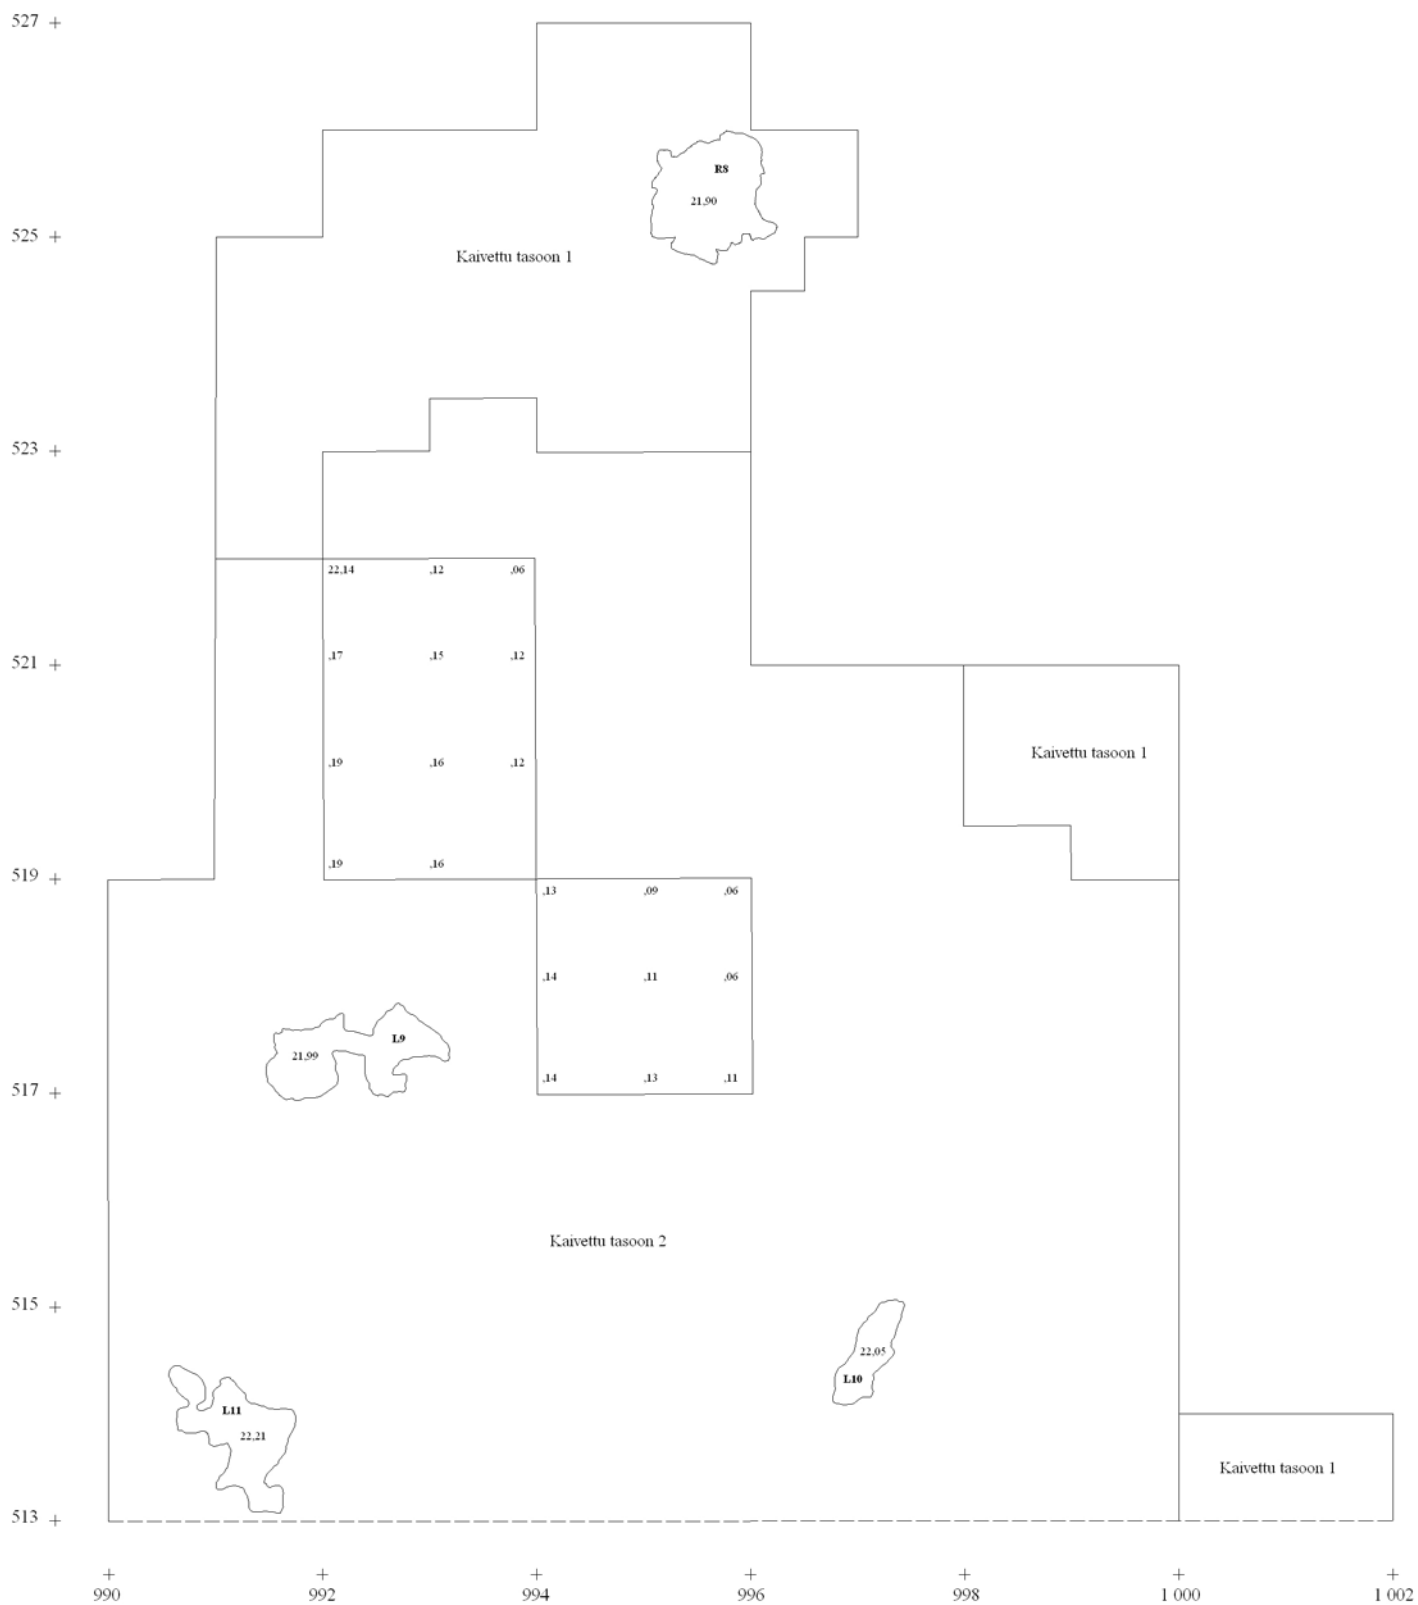 527
R8
21,90
525
Kaivettu tasoon 1
523
22,14 ,12 ,06
521
,17 ,15 ,12
Kaivettu tasoon 1
,19 ,16 ,12
519
,19 ,16
,13 ,09 ,06
,14 ,11 ,06
L9
21,99
517
,14 ,13 ,11
Kaivettu tasoon 2
515
22,05
L10
L11
22,21
Kaivettu tasoon 1
513
990 992 994 996 998 1 000 1 002